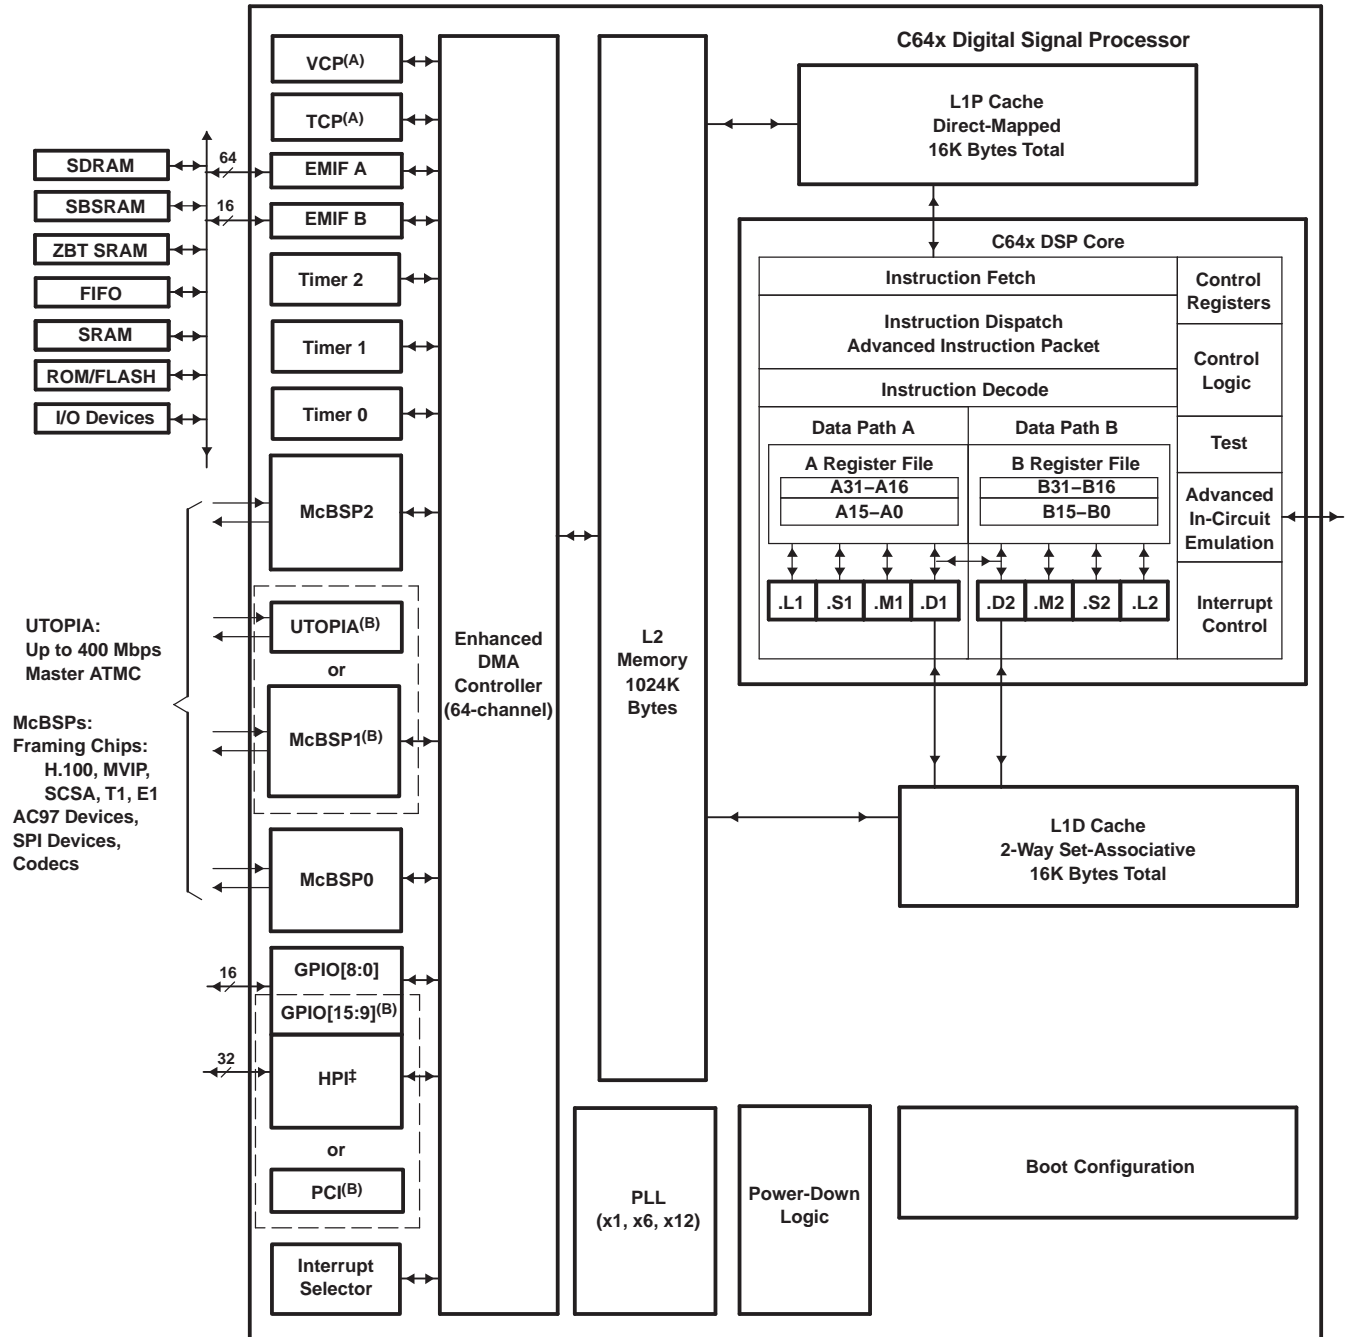 C64x Digital Signal Processor
VCP(A)
TCP(A)
EMIF A
EMIF B
Timer 2
Timer 1
Timer 0
McBSP2
UTOPIA(B)
or
McBSP1(B)
McBSP0
GPIO[8:0]
GPIO[15:9](B)
HPI‡
or
PCI(B)
Interrupt
Selector
64
16
16
32
SDRAM
SBSRAM
ZBT SRAM
FIFO
SRAM
ROM/FLASH
I/O Devices
UTOPIA:
Up to 400 Mbps
Master ATMC
McBSPs:
Framing Chips:
H.100, MVIP,
SCSA, T1, E1
AC97 Devices,
SPI Devices,
Codecs
Enhanced
DMA
Controller
(64-channel)
L2
Memory
1024K
Bytes
L1P Cache
Direct-Mapped
16K Bytes Total
C64x DSP Core
Instruction Fetch
Instruction Dispatch
Advanced Instruction Packet
Instruction Decode
Data Path A
Data Path B
A Register File
A31–A16
A15–A0
B Register File
B31–B16
B15–B0
.L1
.S1
.M1
.D1
.D2
.M2
.S2
.L2
Control
Registers
Control
Logic
Test
Advanced
In-Circuit
Emulation
Interrupt
Control
L1D Cache
2-Way Set-Associative
16K Bytes Total
PLL
(x1, x6, x12)
Power-Down
Logic
Boot Configuration